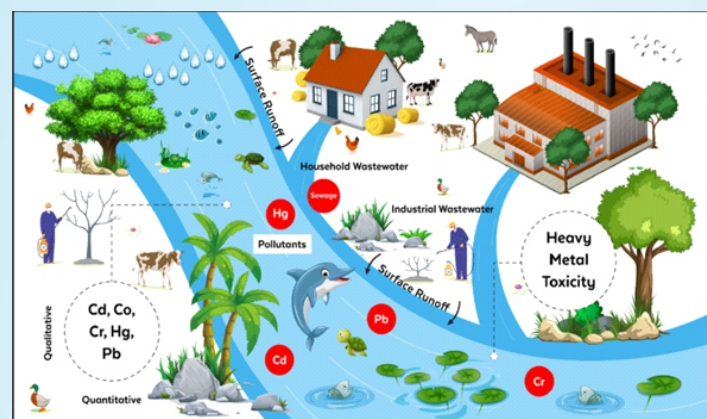 Surface Runoff
Household Wastewater
Sewage
Hg
Pollutants
Industrial Wastewater
Heavy
Metal
Toxicity
Surface Runoff
Qualitative
Cd, Co,
Cr, Hg,
Pb
Quantitative
Pb
Cd
Cr